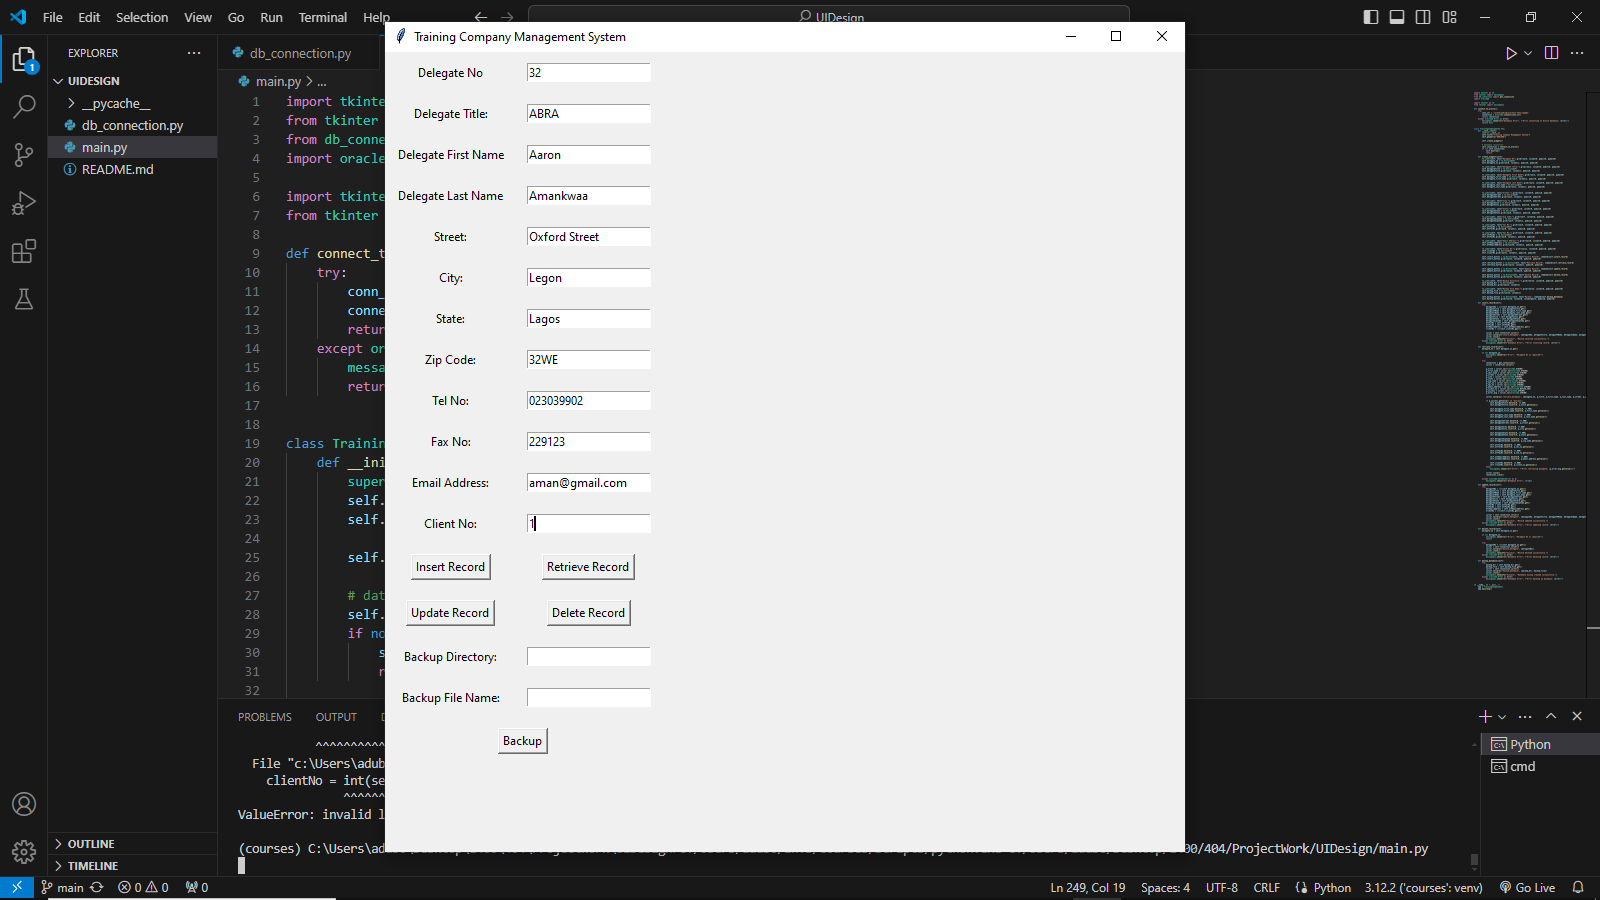 File Edit Selection View Go Run Terminal Help
UIDesign
Training Company Management System
EXPLORER
UIDESIGN
__pycache__
db_connection.py
main.py
README.md
OUTLINE
TIMELINE
db_connection.py
main.py > ...
1 import tkinte
2 from tkinter
3 from db_conne
4 import oracle
5
6 import tkinte
7 from tkinter
8
9 def connect_t
10 try:
11 conn_
12 conne
13 retur
14 except or
15 messa
16 retur
17
18
19 class Trainin
20 def __ini
21 super
22 self.
23 self.
24
25 self.
26
27 # dat
28 self.
29 if no
30 s
31 r
32
Delegate No 32
Delegate Title: ABRA
Delegate First Name Aaron
Delegate Last Name Amankwaa
Street: Oxford Street
City: Legon
State: Lagos
Zip Code: 32WE
Tel No: 023039902
Fax No: 229123
Email Address: aman@gmail.com
Client No: 1
Insert Record Retrieve Record
Update Record Delete Record
Backup Directory:
Backup File Name:
Backup
PROBLEMS OUTPUT
^^^^^^^^^^^
File "c:\Users\adub
clientNo = int(se
^^^^^^
ValueError: invalid l
(courses) C:\Users\ad
00/404/ProjectWork/UIDesign/main.py
Python
cmd
1
main
0 0
0
Ln 249, Col 19 Spaces: 4 UTF-8 CRLF Python 3.12.2 ('courses': venv) Go Live